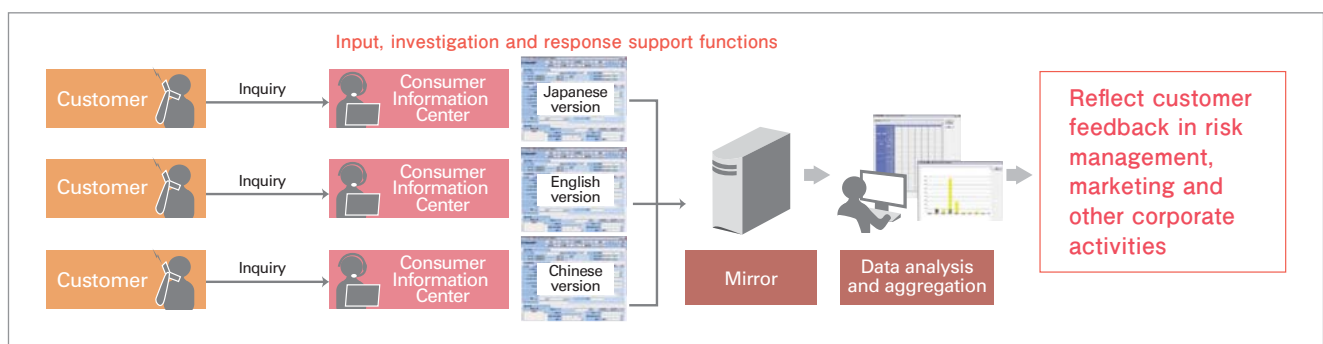 Input, investigation and response support functions
Customer
Inquiry
Consumer
Information
Center
Japanese
version
Customer
Inquiry
Consumer
Information
Center
English
version
Customer
Inquiry
Consumer
Information
Center
Chinese
version
Mirror
Data analysis
and aggregation
Reflect customer
feedback in risk
management,
marketing and
other corporate
activities